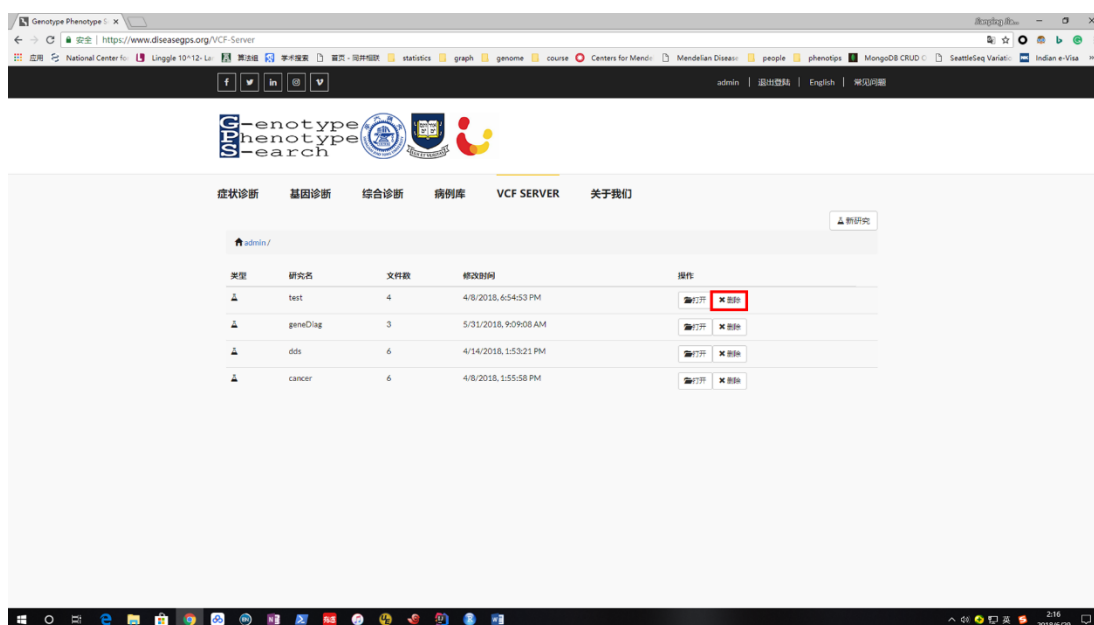 Genotype Phenotype S
安全 | https://www.diseasegps.org/VCF-Server
应用 National Center fo Linggle 10^12- La 算法组 学术搜索 首页 - statistics graph genome course Centers for Mende Mendelian Disease people phenotips MongoDB CRUD O SeattleSeq Variatio Indian e-Visa
admin | 退出登陆 | English | 常见问题
G-enotype
Phenotype
S-earch
症状诊断 基因诊断 综合诊断 病例库 VCF SERVER 关于我们
新研究
admin /
类型 研究名 文件数 修改时间 操作
test 4 4/8/2018, 6:54:53 PM 打开 删除
geneDiag 3 5/31/2018, 9:09:08 AM 打开 删除
dds 6 4/14/2018, 1:53:21 PM 打开 删除
cancer 6 4/8/2018, 1:55:58 PM 打开 删除
英 2:16
2018/6/29